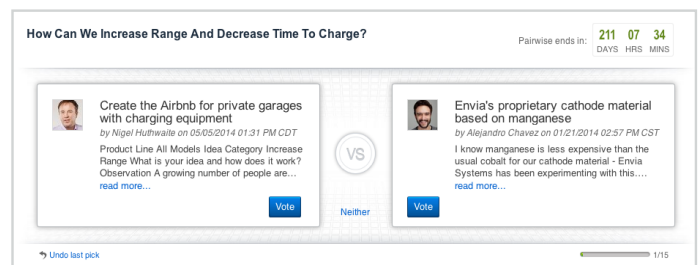 How Can We Increase Range And Decrease Time To Charge?
Pairwise ends in:
211 07 34
DAYS HRS MINS
Create the Airbnb for private garages
with charging equipment
by Nigel Huthwaite on 05/05/2014 01:31 PM CDT
Product Line All Models Idea Category Increase
Range What is your idea and how does it work?
Observation A growing number of people are…
read more…
Vote
VS
Neither
Envia's proprietary cathode material
based on manganese
by Alejandro Chavez on 01/21/2014 02:57 PM CST
I know manganese is less expensive than the
usual cobalt for our cathode material - Envia
Systems has been experimenting with this.…
read more…
Vote
Undo last pick
1/15